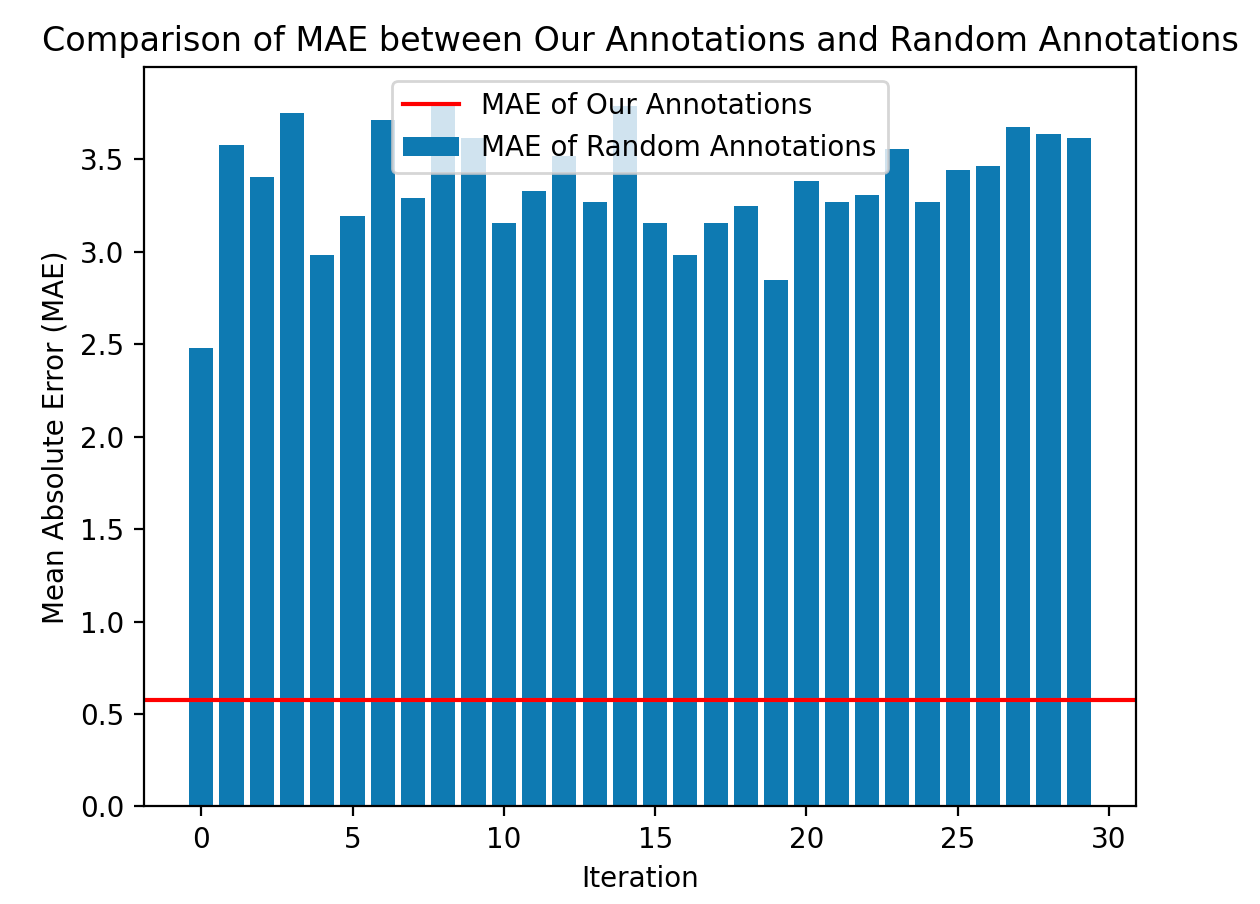 Comparison of MAE between Our Annotations and Random Annotations
MAE of Our Annotations
MAE of Random Annotations
Mean Absolute Error (MAE)
3.5
3.0
2.5
2.0
1.5
1.0
0.5
0.0
0 5 10 15 20 25 30
Iteration